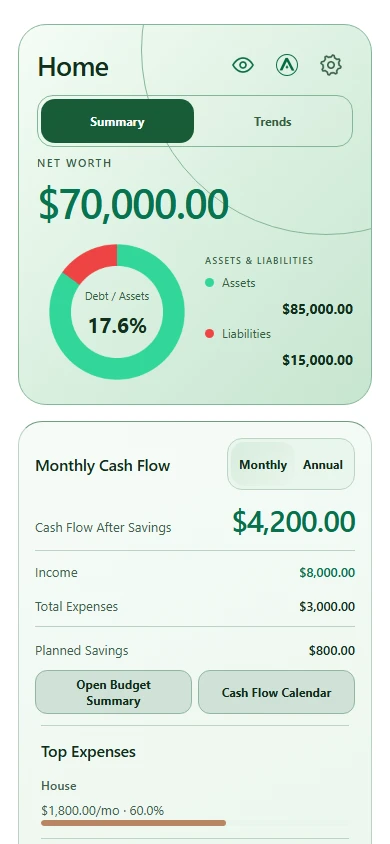 Home
Summary
Trends
NET WORTH
$70,000.00
Debt / Assets
17.6%
ASSETS & LIABILITIES
Assets
$85,000.00
Liabilities
$15,000.00
Monthly Cash Flow
Monthly
Annual
Cash Flow After Savings
$4,200.00
Income
$8,000.00
Total Expenses
$3,000.00
Planned Savings
$800.00
Open Budget
Summary
Cash Flow Calendar
Top Expenses
House
$1,800.00/mo · 60.0%